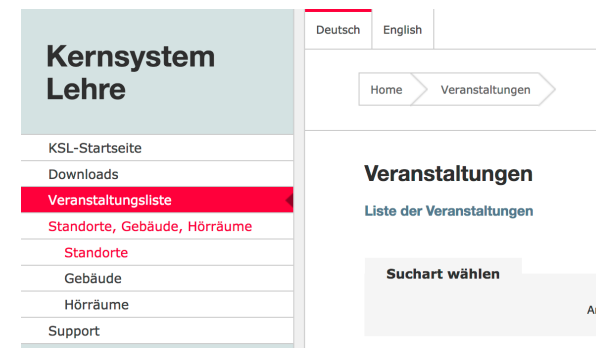 Kernsystem
Lehre
KSL-Startseite
Downloads
Veranstaltungsliste
Standorte, Gebäude, Hörräume
Standorte
Gebäude
Hörräume
Support
Deutsch English
Home Veranstaltungen
Veranstaltungen
Liste der Veranstaltungen
Suchart wählen